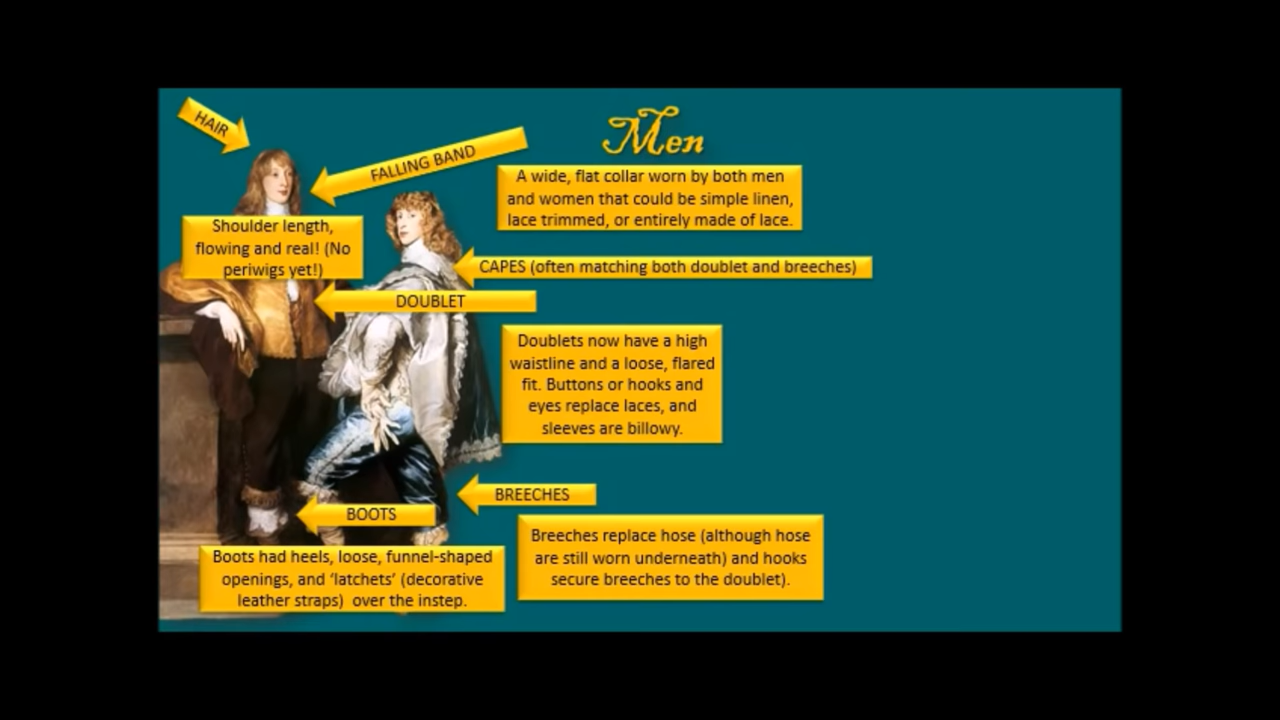 Men
HAIR
FALLING BAND
A wide, flat collar worn by both men
and women that could be simple linen,
lace trimmed, or entirely made of lace.
Shoulder length,
flowing and real! (No
periwigs yet!)
CAPES (often matching both doublet and breeches)
DOUBLET
Doublets now have a high
waistline and a loose, flared
fit. Buttons or hooks and
eyes replace laces, and
sleeves are billowy.
BREECHES
BOOTS
Breeches replace hose (although hose
are still worn underneath) and hooks
secure breeches to the doublet).
Boots had heels, loose, funnel-shaped
openings, and ‘latchets’ (decorative
leather straps) over the instep.